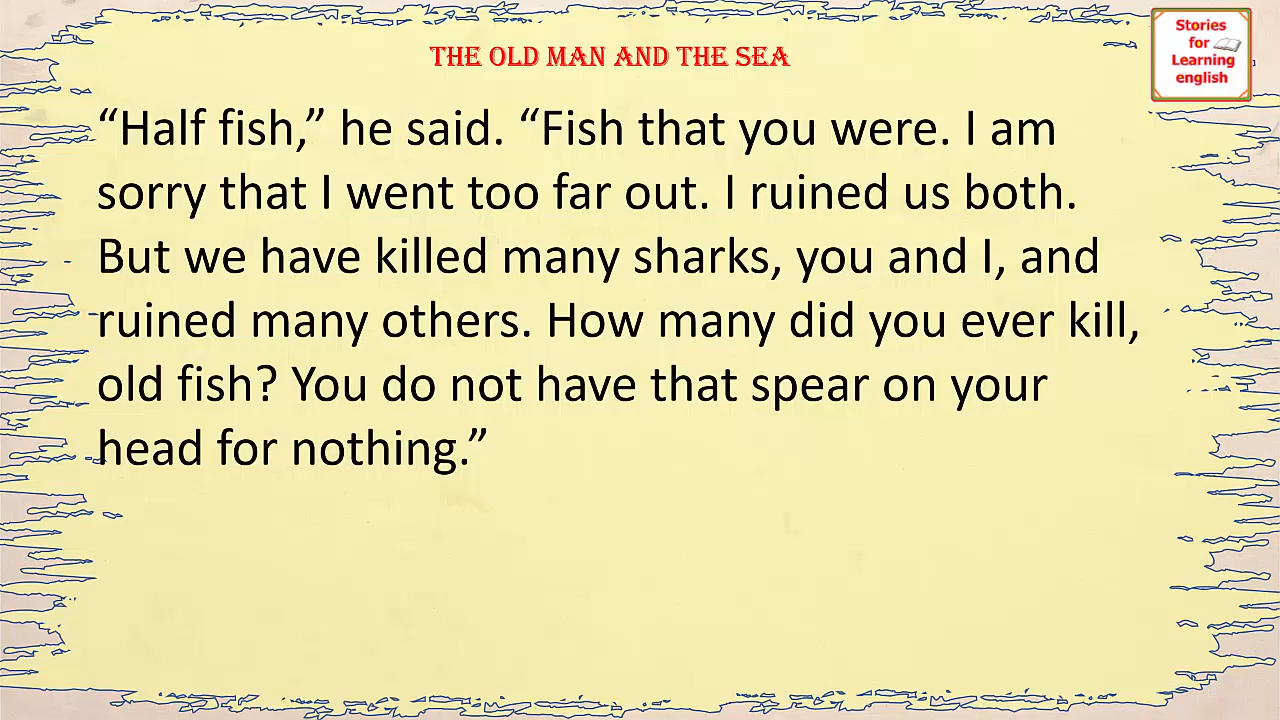 THE OLD MAN AND THE SEA
Stories
for
Learning
english
“Half fish,” he said. “Fish that you were. I am
sorry that I went too far out. I ruined us both.
But we have killed many sharks, you and I, and
ruined many others. How many did you ever kill,
old fish? You do not have that spear on your
head for nothing.”